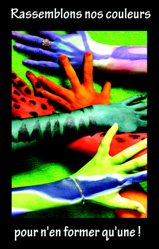 Rassemblons nos couleurs
pour n'en former qu'une !